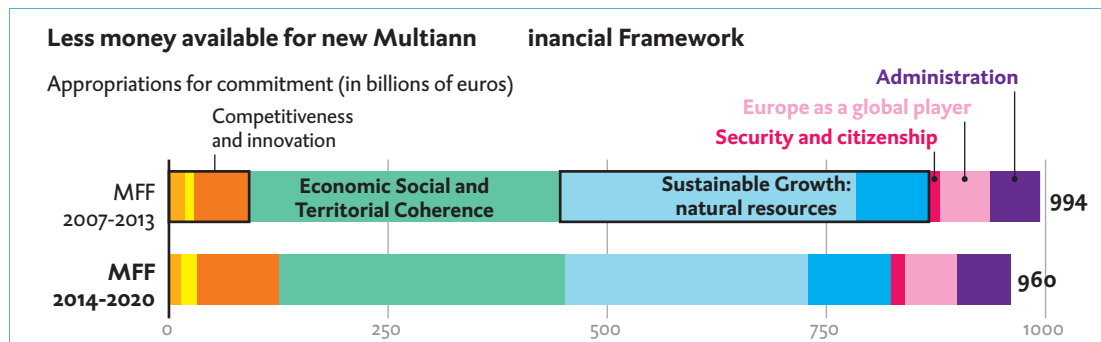 Less money available for new Multiann inancial Framework
Appropriations for commitment (in billions of euros)
Administration
Europe as a global player
Security and citizenship
Competitiveness
and innovation
MFF
2007-2013
Economic Social and
Territorial Coherence
Sustainable Growth:
natural resources
994
MFF
2014-2020
960
0 250 500 750 1000